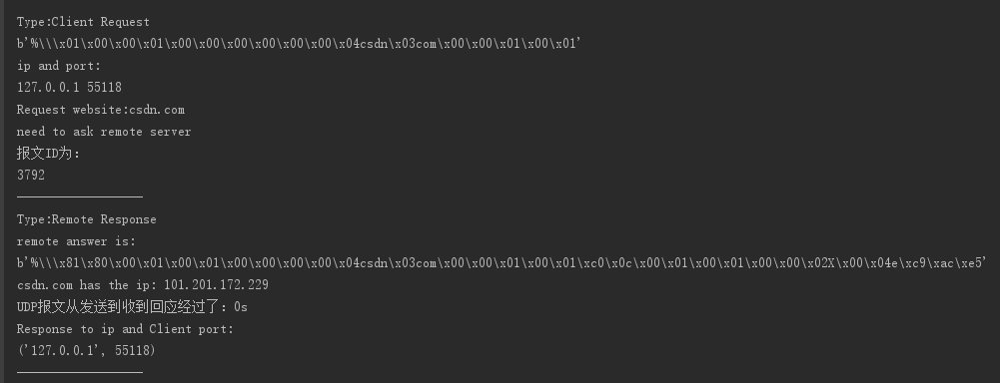 Type:Client Request
b'%\\\x01\x00\x00\x01\x00\x00\x00\x00\x00\x00\x04csdn\x03com\x00\x00\x01\x00\x01'
ip and port:
127.0.0.1 55118
Request website:csdn.com
need to ask remote server
报文ID为：
3792
——————————
Type:Remote Response
remote answer is:
b'%\\\x81\x80\x00\x01\x00\x01\x00\x00\x00\x00\x04csdn\x03com\x00\x00\x01\x00\x01\xc0\x0c\x00\x01\x00\x01\x00\x00\x02X\x00\x04e\xc9\xac\xe5'
csdn.com has the ip: 101.201.172.229
UDP报文从发送到收到回应经过了：0s
Response to ip and Client port:
('127.0.0.1', 55118)
——————————